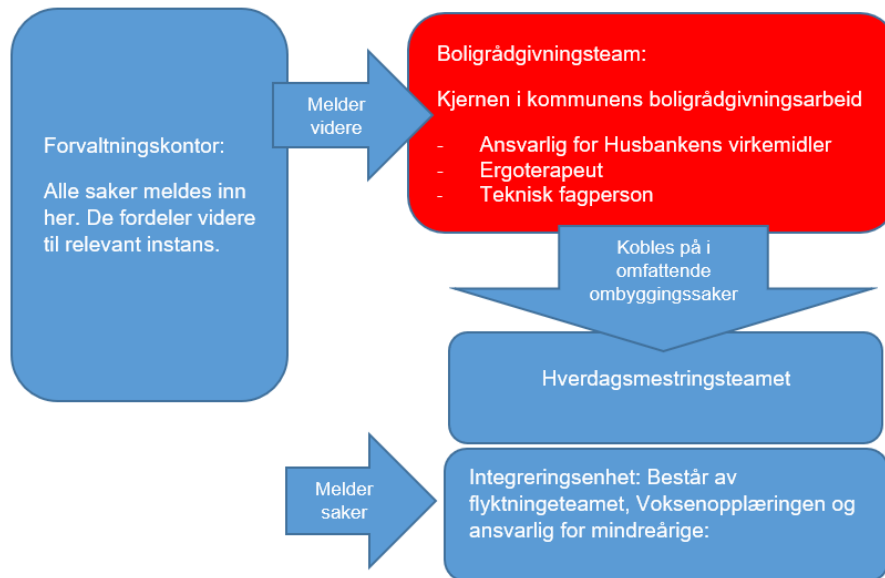 Forvaltningskontor:
Alle saker meldes inn
her. De fordeler videre
til relevant instans.
Melder
videre
Boligrådgivningsteam:
Kjernen i kommunens boligrådgivningsarbeid
- Ansvarlig for Husbankens virkemidler
- Ergoterapeut
- Teknisk fagperson
Kobles på i
omfattende
ombyggingssaker
Hverdagsmestringsteamet
Melder
saker
Integreringsenhet: Består av
flyktningeteamet, Voksenopplæringen og
ansvarlig for mindreårige: